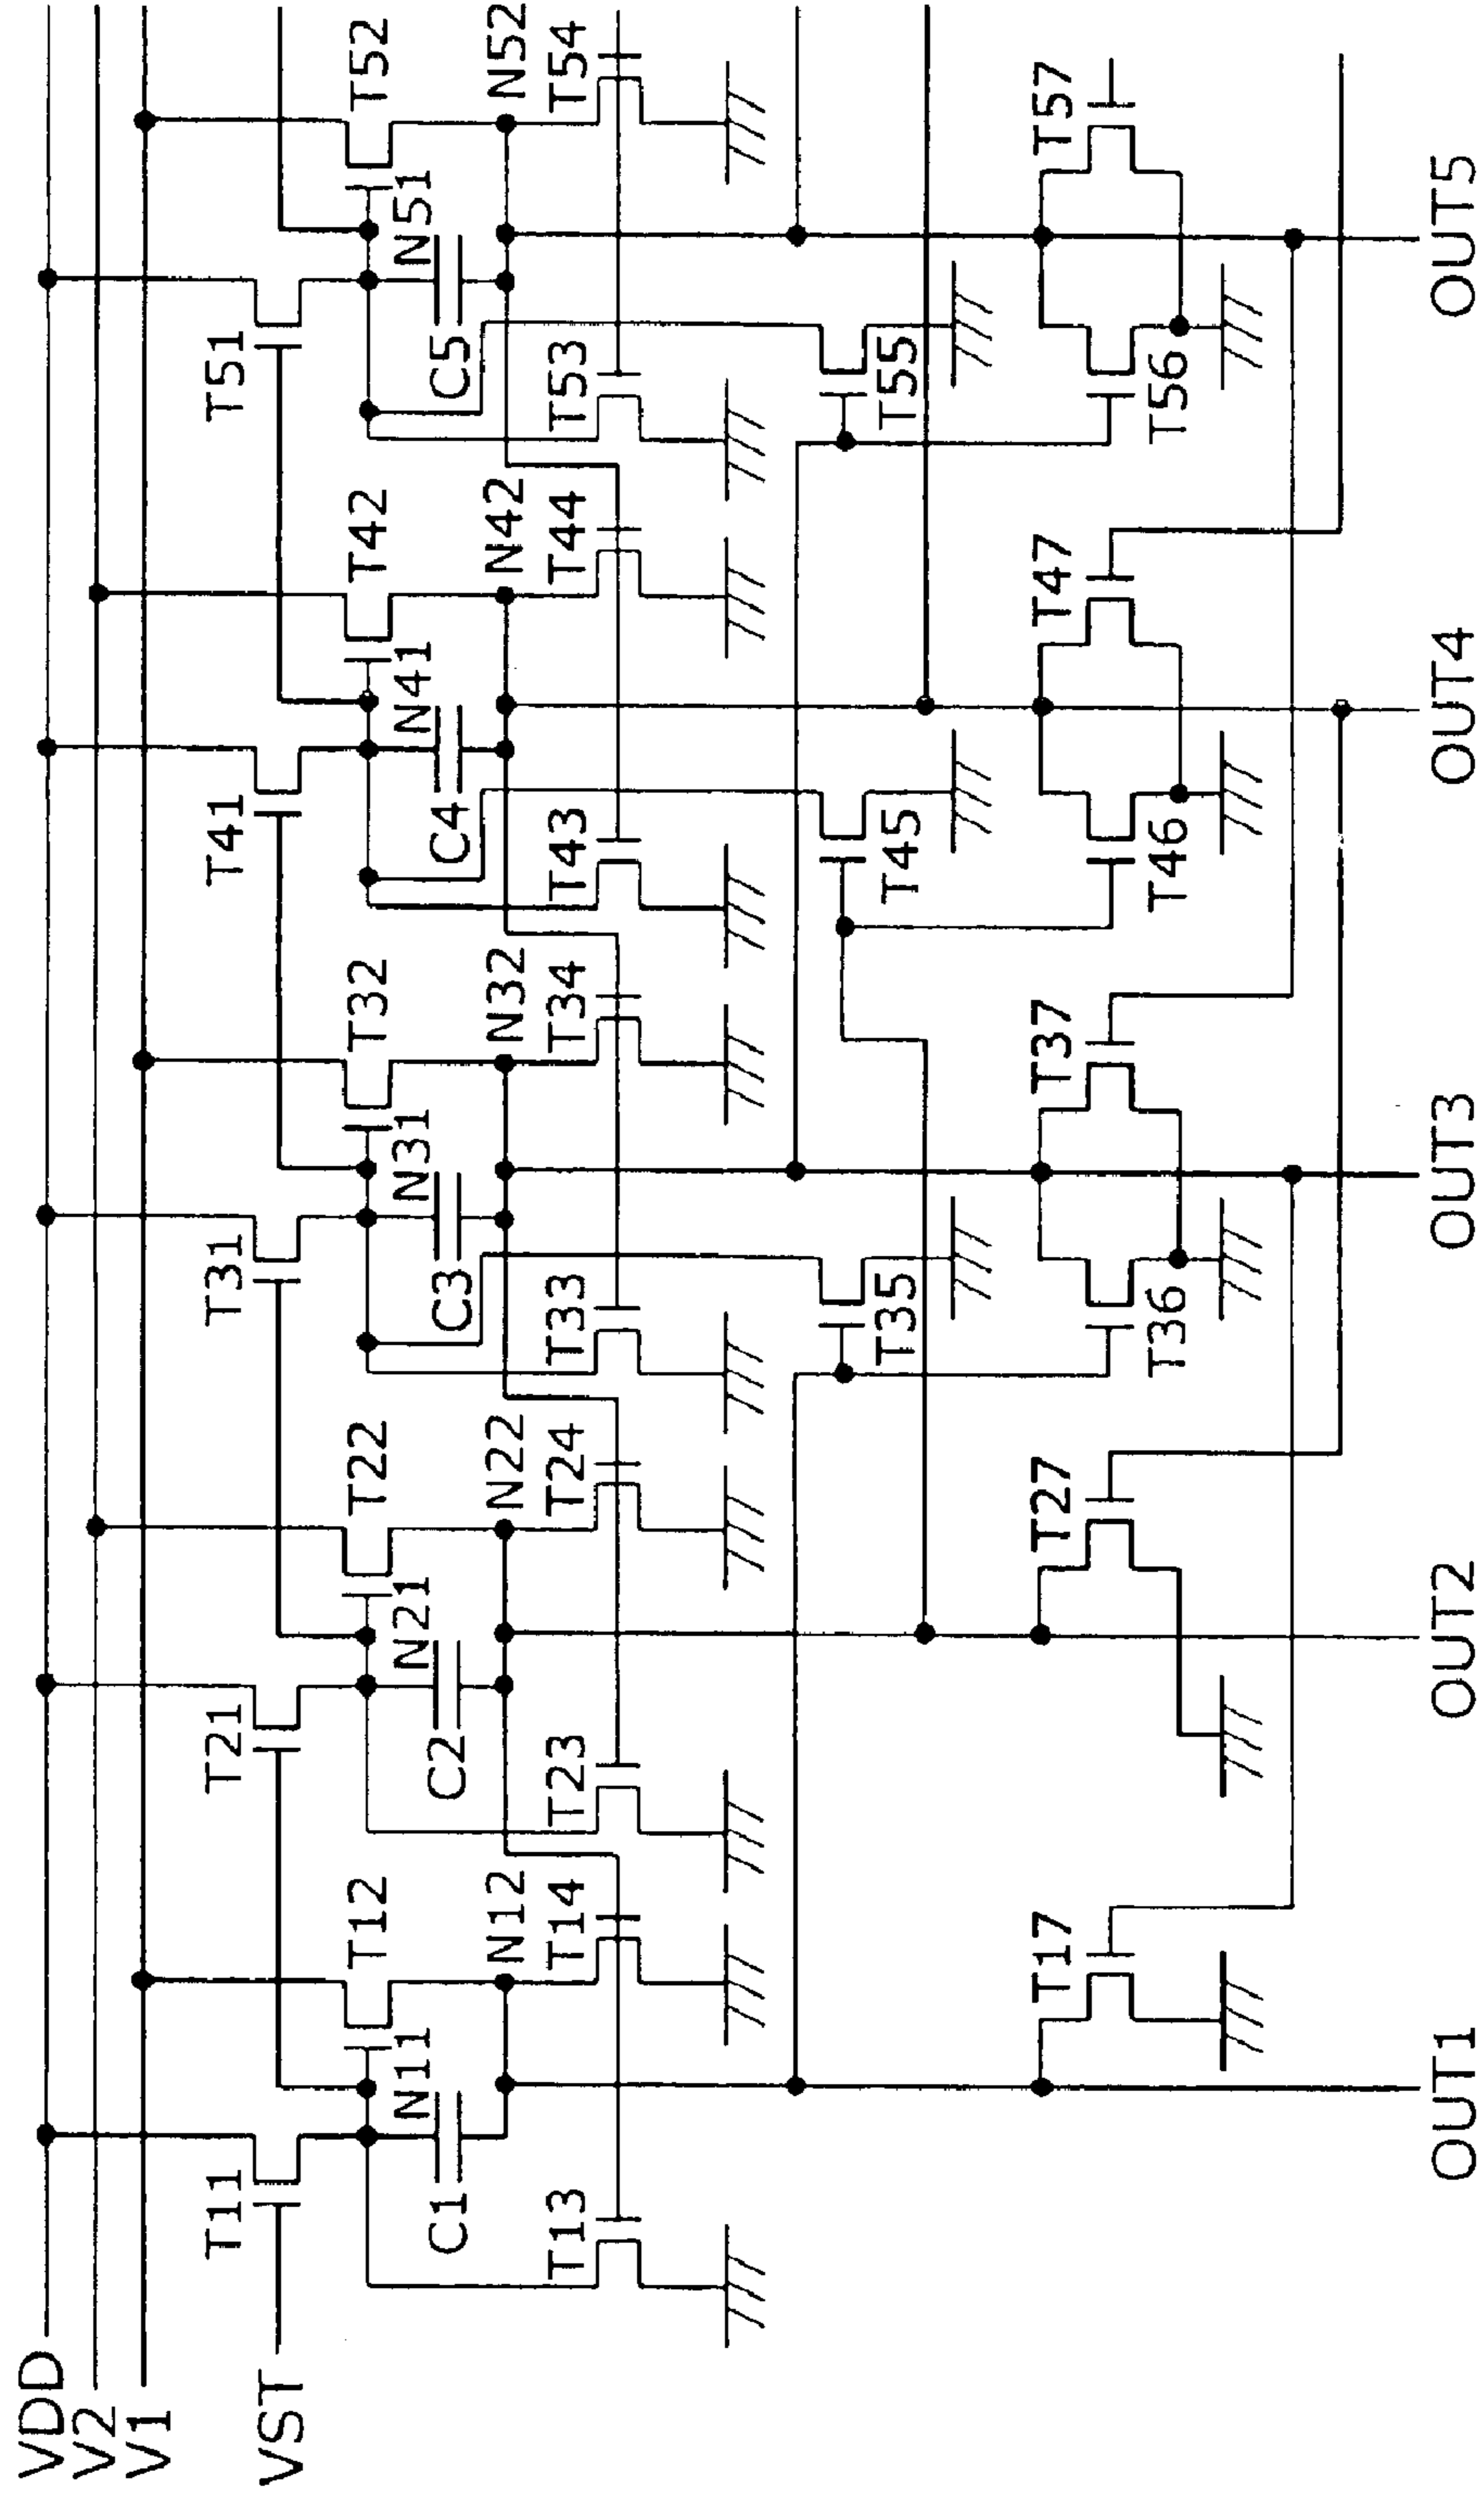 VDD
V2
V1
VST
T11
T21
T31
T41
T51
T12
T22
T32
T42
T52
N11
N21
N31
N41
N51
C1
C2
C3
C4
C5
N12
N22
N32
N42
N52
T13
T14
T23
T24
T33
T34
T43
T44
T53
T54
T35
T45
T55
T17
T27
T37
T47
T57
T36
T46
T56
OUT1
OUT2
OUT3
OUT4
OUT5